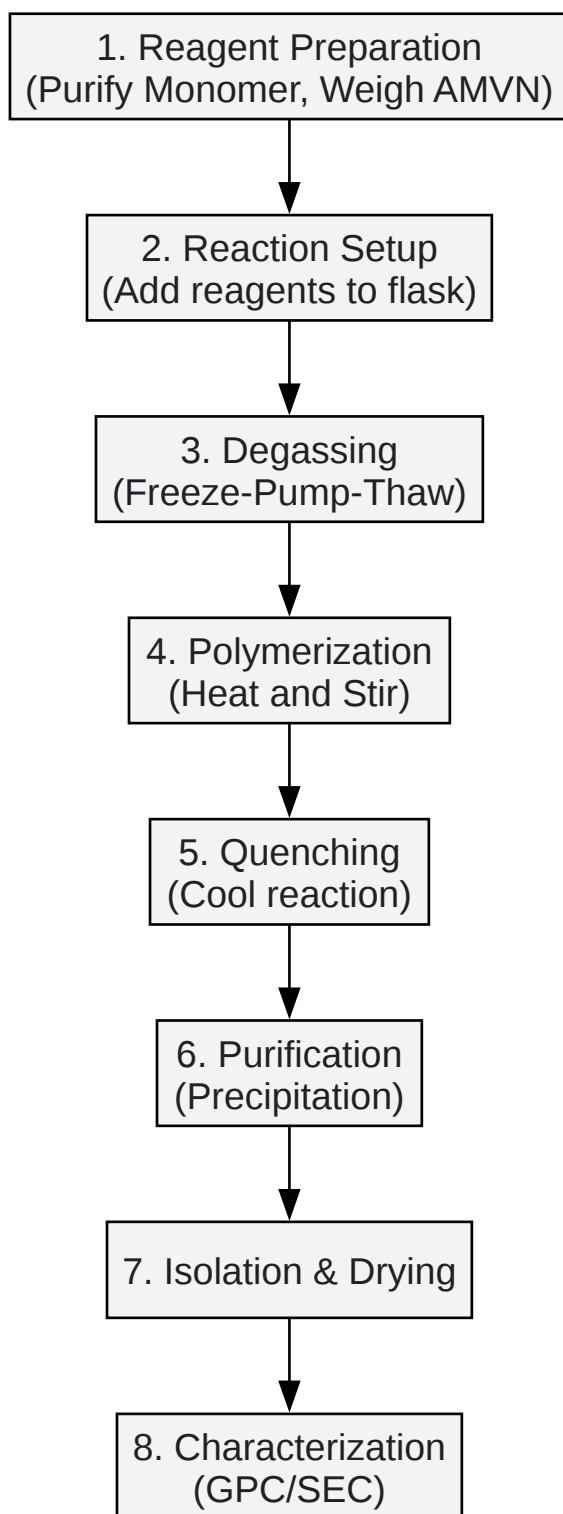 1. Reagent Preparation
(Purify Monomer, Weigh AMVN)
2. Reaction Setup
(Add reagents to flask)
3. Degassing
(Freeze-Pump-Thaw)
4. Polymerization
(Heat and Stir)
5. Quenching
(Cool reaction)
6. Purification
(Precipitation)
7. Isolation & Drying
8. Characterization
(GPC/SEC)